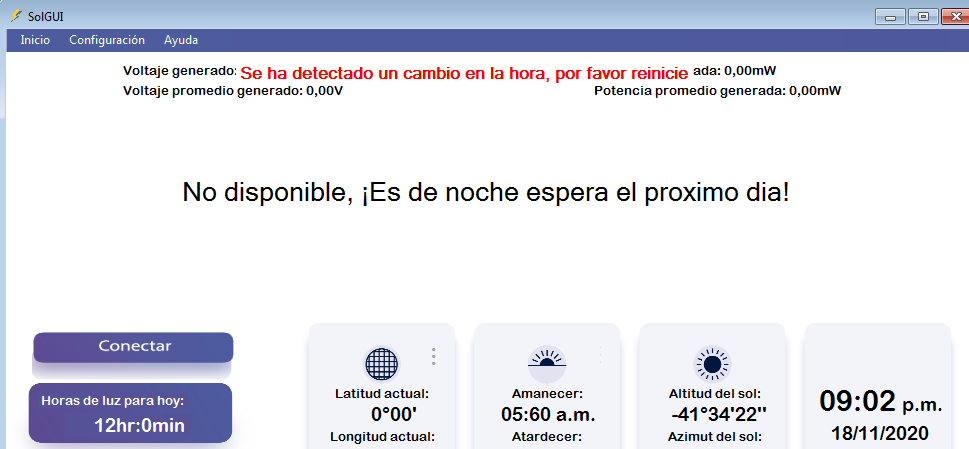 SolGUI
Inicio Configuración Ayuda
Voltaje generado: Se ha detectado un cambio en la hora, por favor reinicie ada: 0,00mW
Voltaje promedio generado: 0,00V Potencia promedio generada: 0,00mW
No disponible, ¡Es de noche espera el proximo dia!
Conectar
Horas de luz para hoy:
12hr:0min
Latitud actual:
0°00'
Longitud actual:
Amanecer:
05:60 a.m.
Atardecer:
Altitud del sol:
-41°34'22''
Azimut del sol:
09:02 p.m.
18/11/2020